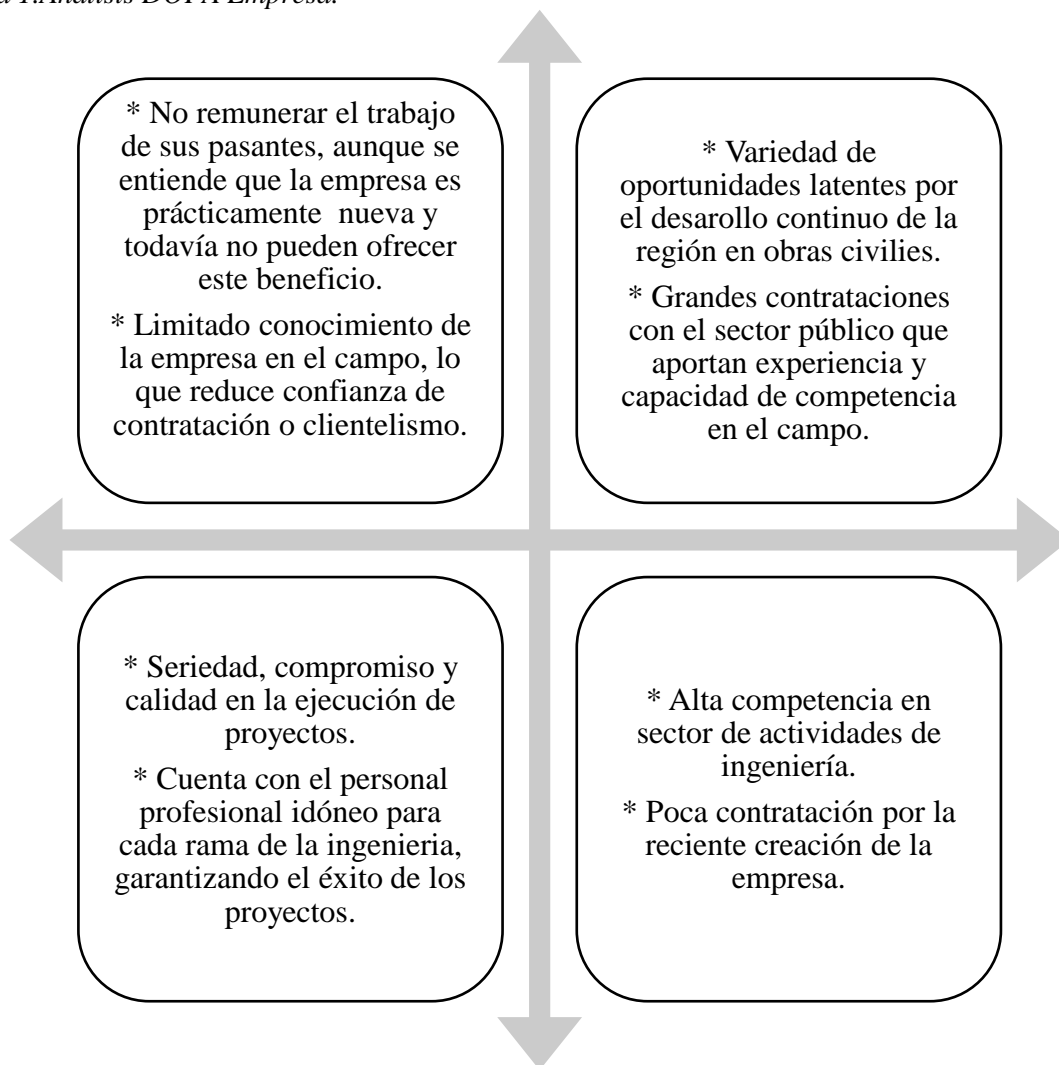 1.Análisis DOFA Empresa.
* No remunerar el trabajo
de sus pasantes, aunque se
entiende que la empresa es
prácticamente nueva y
todavía no pueden ofrecer
este beneficio.
* Limitado conocimiento de
la empresa en el campo, lo
que reduce confianza de
contratación o clientelismo.
* Variedad de
oportunidades latentes por
el desarollo continuo de la
región en obras civilies.
* Grandes contrataciones
con el sector público que
aportan experiencia y
capacidad de competencia
en el campo.
* Seriedad, compromiso y
calidad en la ejecución de
proyectos.
* Cuenta con el personal
profesional idóneo para
cada rama de la ingenieria,
garantizando el éxito de los
proyectos.
* Alta competencia en
sector de actividades de
ingeniería.
* Poca contratación por la
reciente creación de la
empresa.